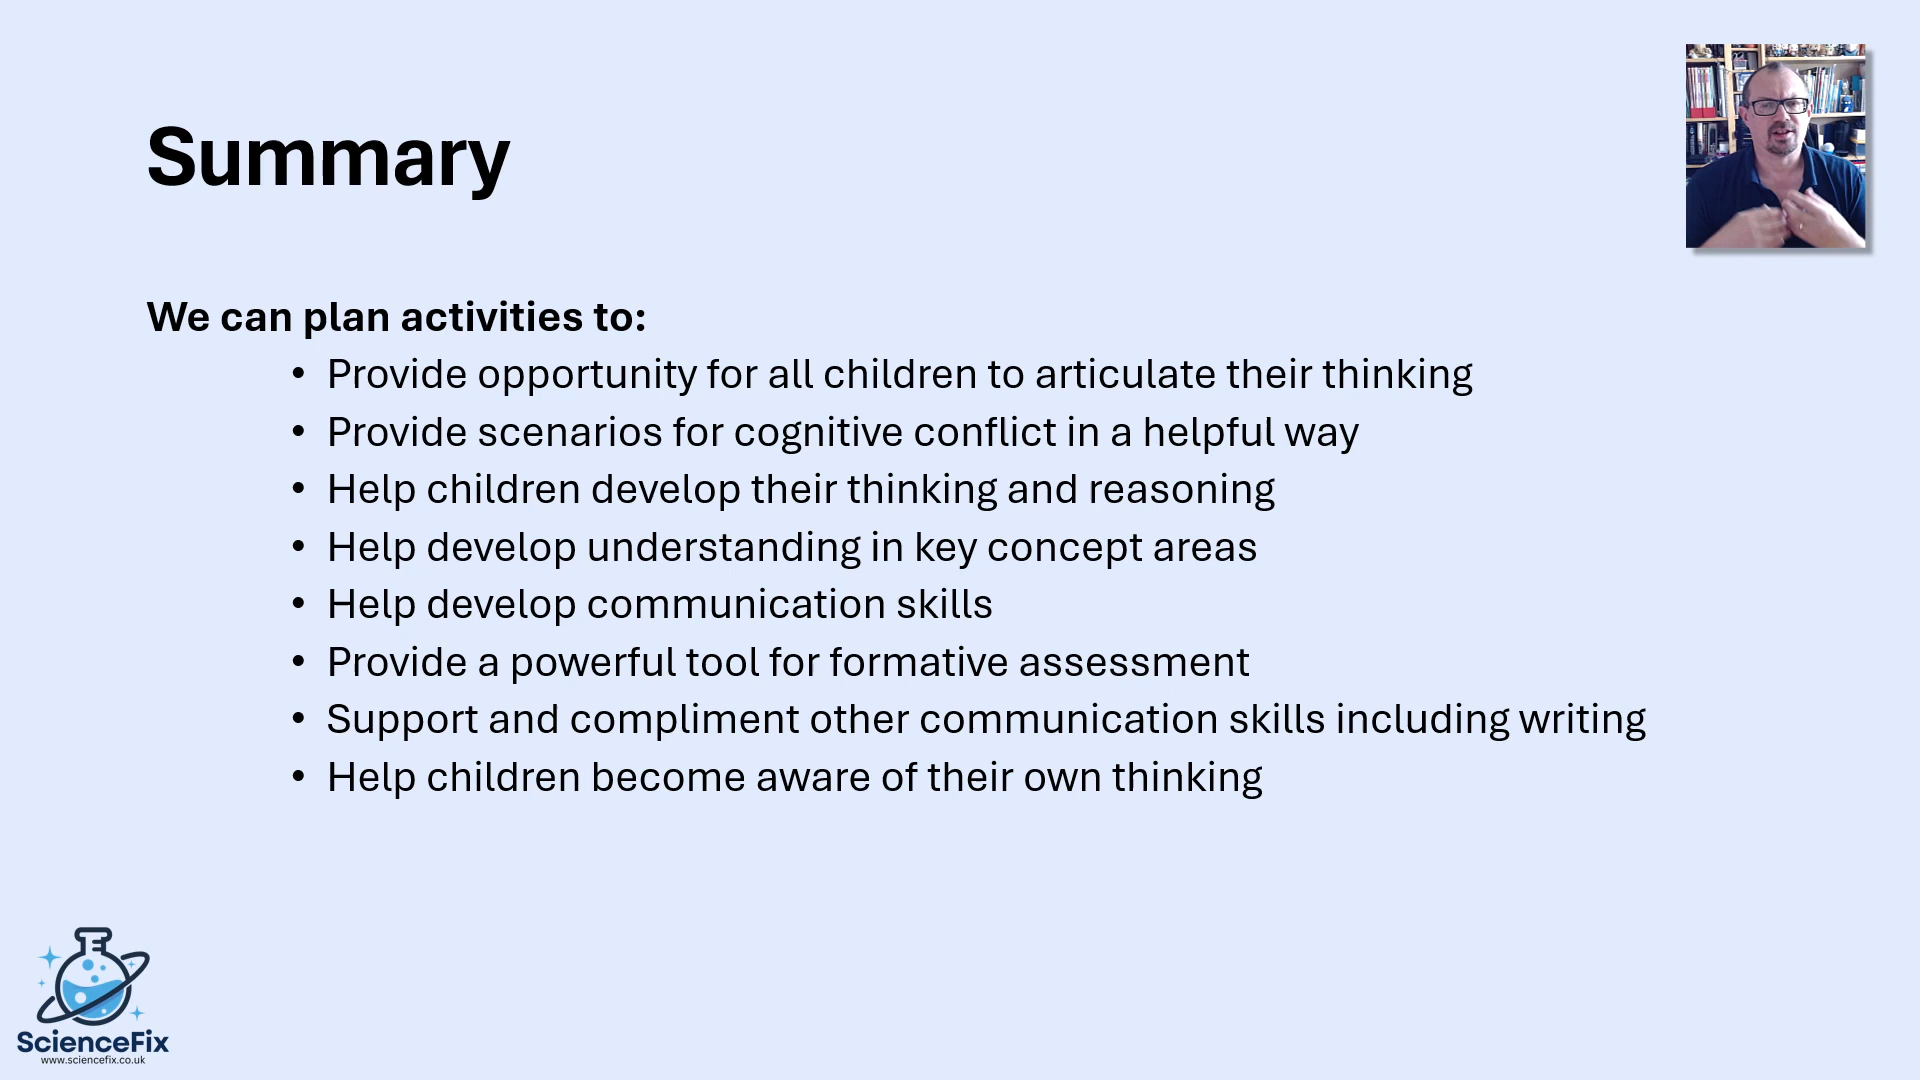 Summary
We can plan activities to:
• Provide opportunity for all children to articulate their thinking
• Provide scenarios for cognitive conflict in a helpful way
• Help children develop their thinking and reasoning
• Help develop understanding in key concept areas
• Help develop communication skills
• Provide a powerful tool for formative assessment
• Support and compliment other communication skills including writing
• Help children become aware of their own thinking
ScienceFix
www.sciencefix.co.uk